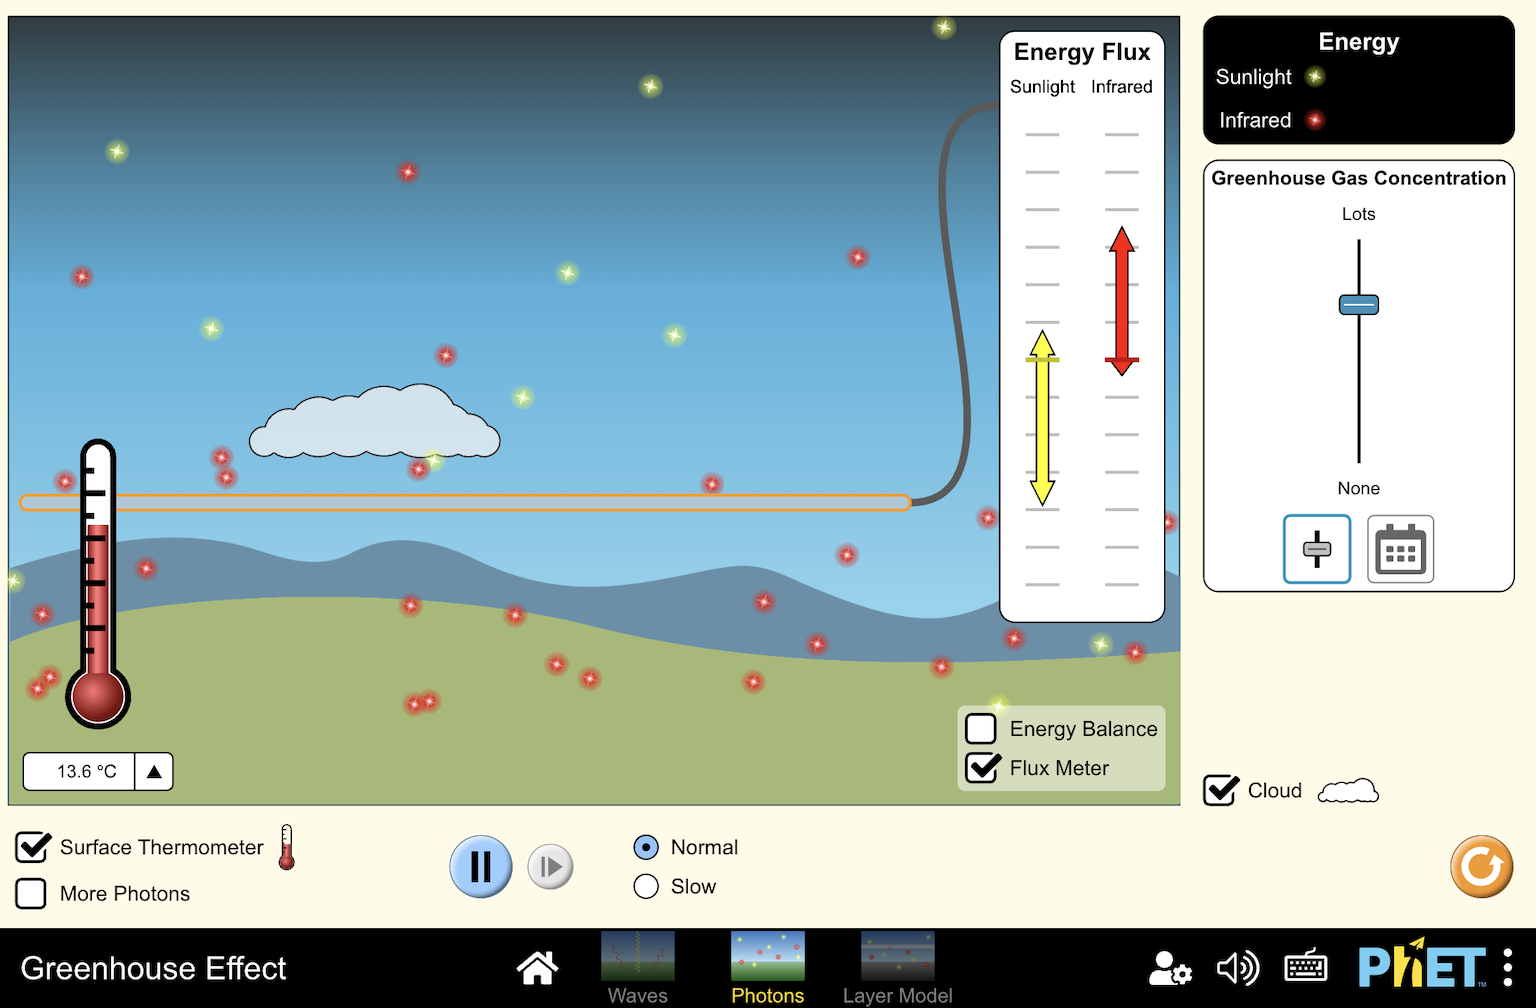 Energy Flux
Sunlight Infrared
Energy
Sunlight
Infrared
Greenhouse Gas Concentration
Lots
None
Energy Balance
Flux Meter
13.6 °C
Cloud
Surface Thermometer
More Photons
Normal
Slow
Greenhouse Effect
Waves
Photons
Layer Model
PhET